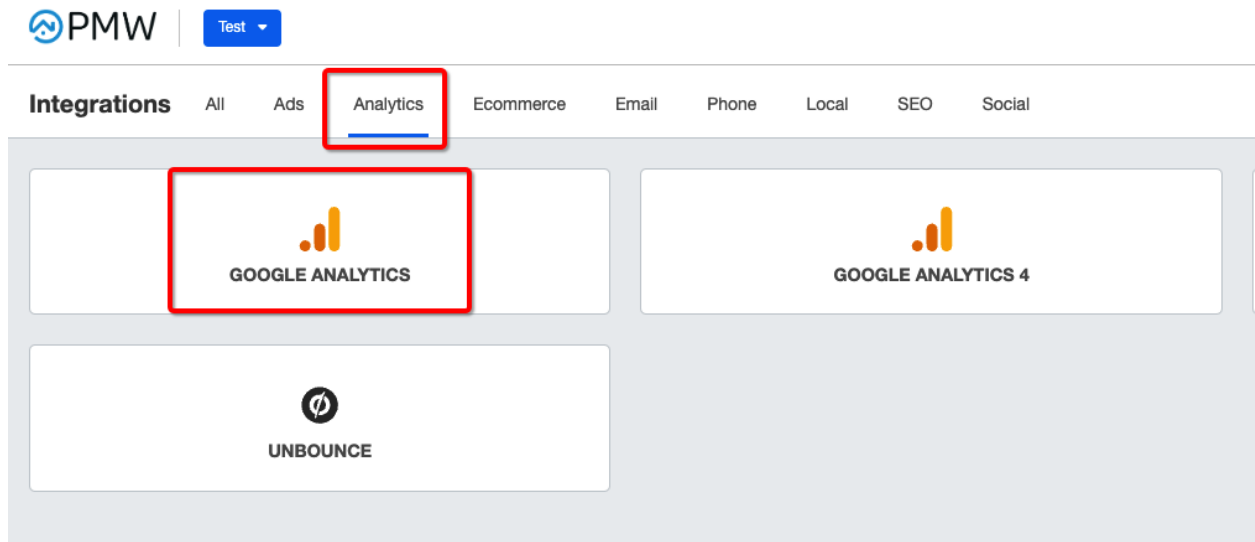 PMW Test
Integrations All Ads Analytics Ecommerce Email Phone Local SEO Social
GOOGLE ANALYTICS GOOGLE ANALYTICS 4
UNBOUNCE